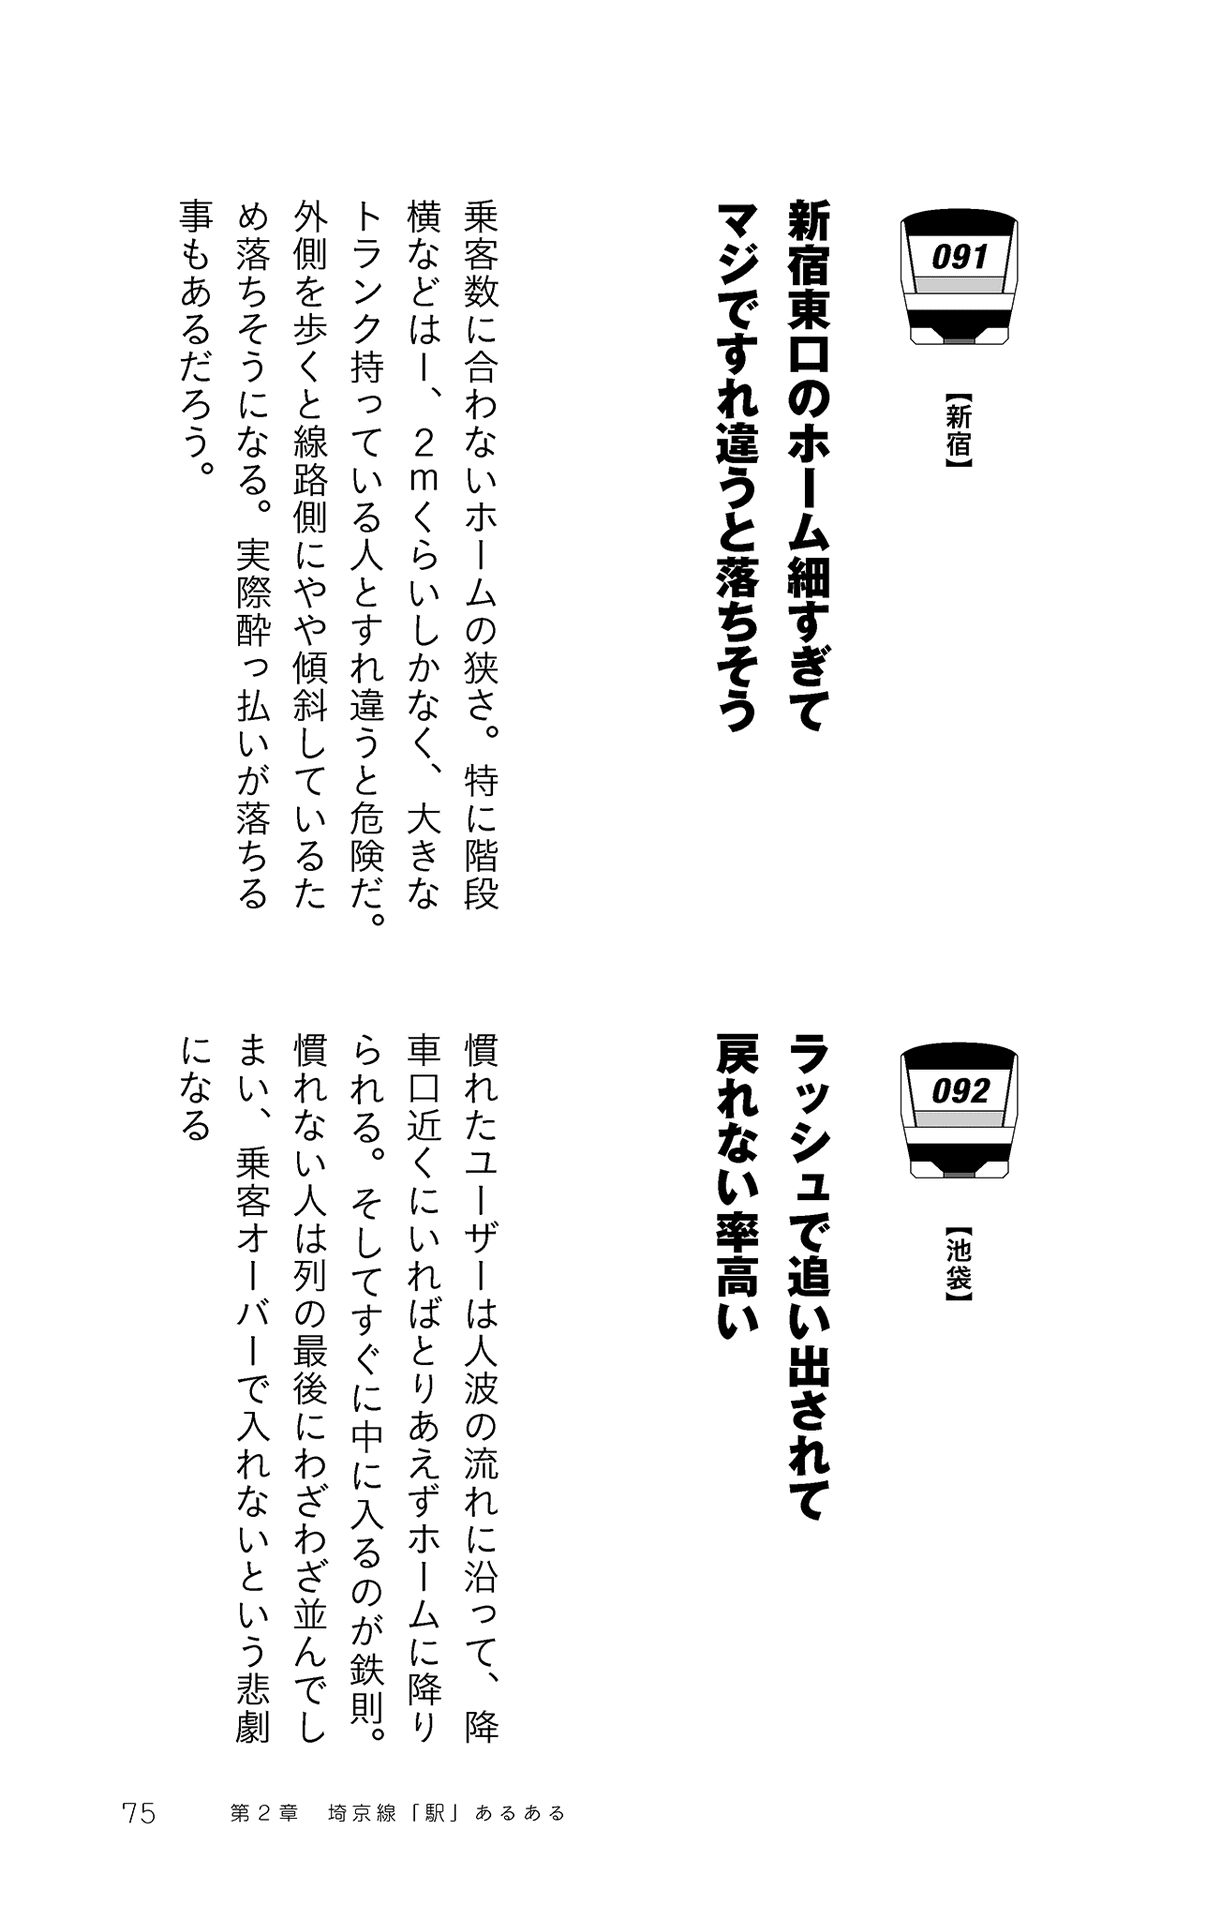 091
【新宿】
新宿東口のホーム細すぎて
マジですれ違うと落ちそう
乗客数に合わないホームの狭さ。特に階段
横などは1、2mくらいしかなく、大きな
トランク持っている人とすれ違うと危険だ。
外側を歩くと線路側にやや傾斜しているた
め落ちそうになる。実際酔っ払いが落ちる
事もあるだろう。
092
【池袋】
ラッシュで追い出されて
戻れない率高い
慣れたユーザーは人波の流れに沿って、降
車口近くにいればとりあえずホームに降り
られる。そしてすぐに中に入るのが鉄則。
慣れない人は列の最後にわざわざ並んでし
まい、乗客オーバーで入れないという悲劇
になる
75 第2章 埼京線「駅」あるある